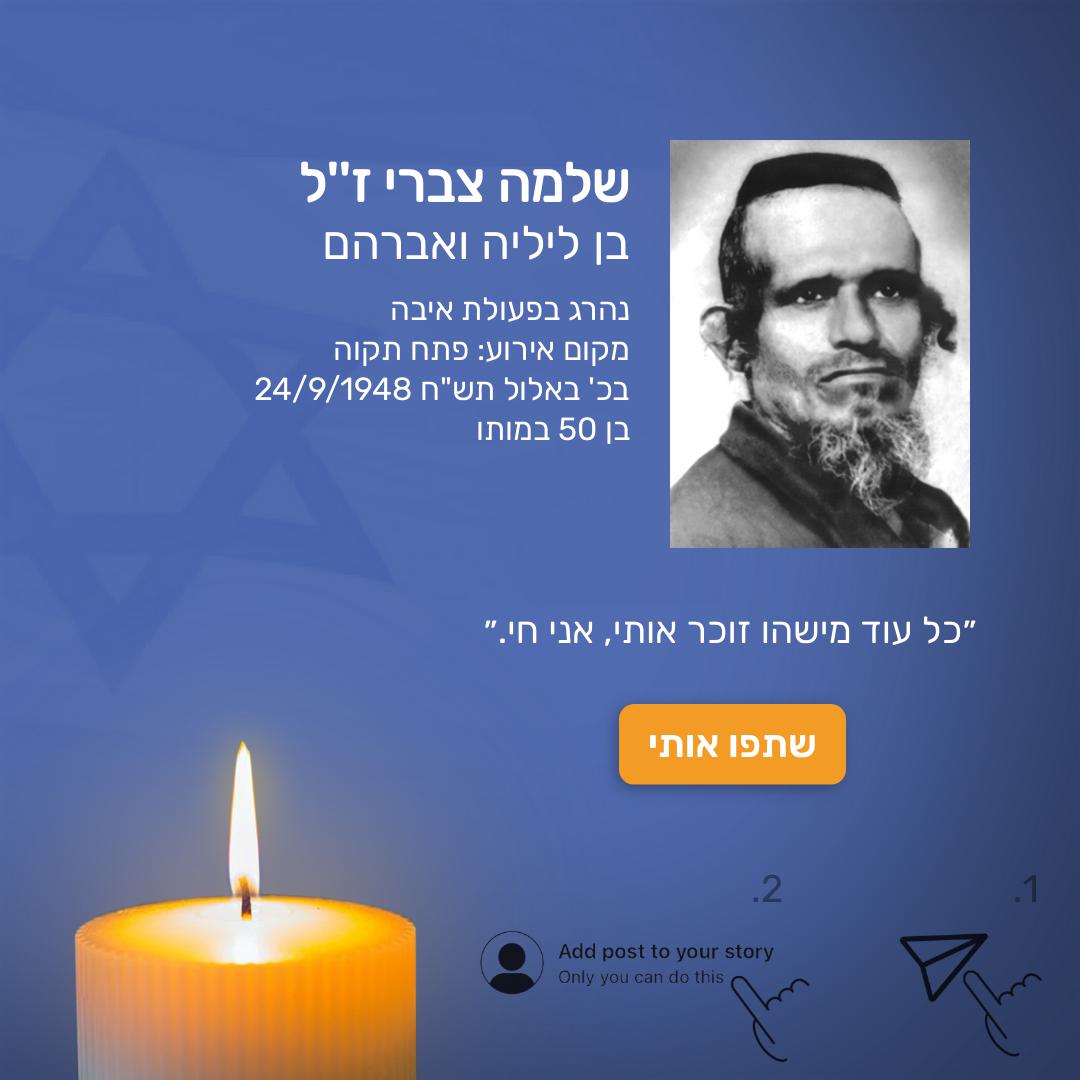 שלמה צברי ז"ל
בן ליליה ואברהם
נהרג בפעולת איבה
מקום אירוע: פתח תקוה
בכ' באלול תש"ח 24/9/1948
בן 50 במותו
״כל עוד מישהו זוכר אותי, אני חי.״
שתפו אותי
1.
2.
Add post to your story
Only you can do this